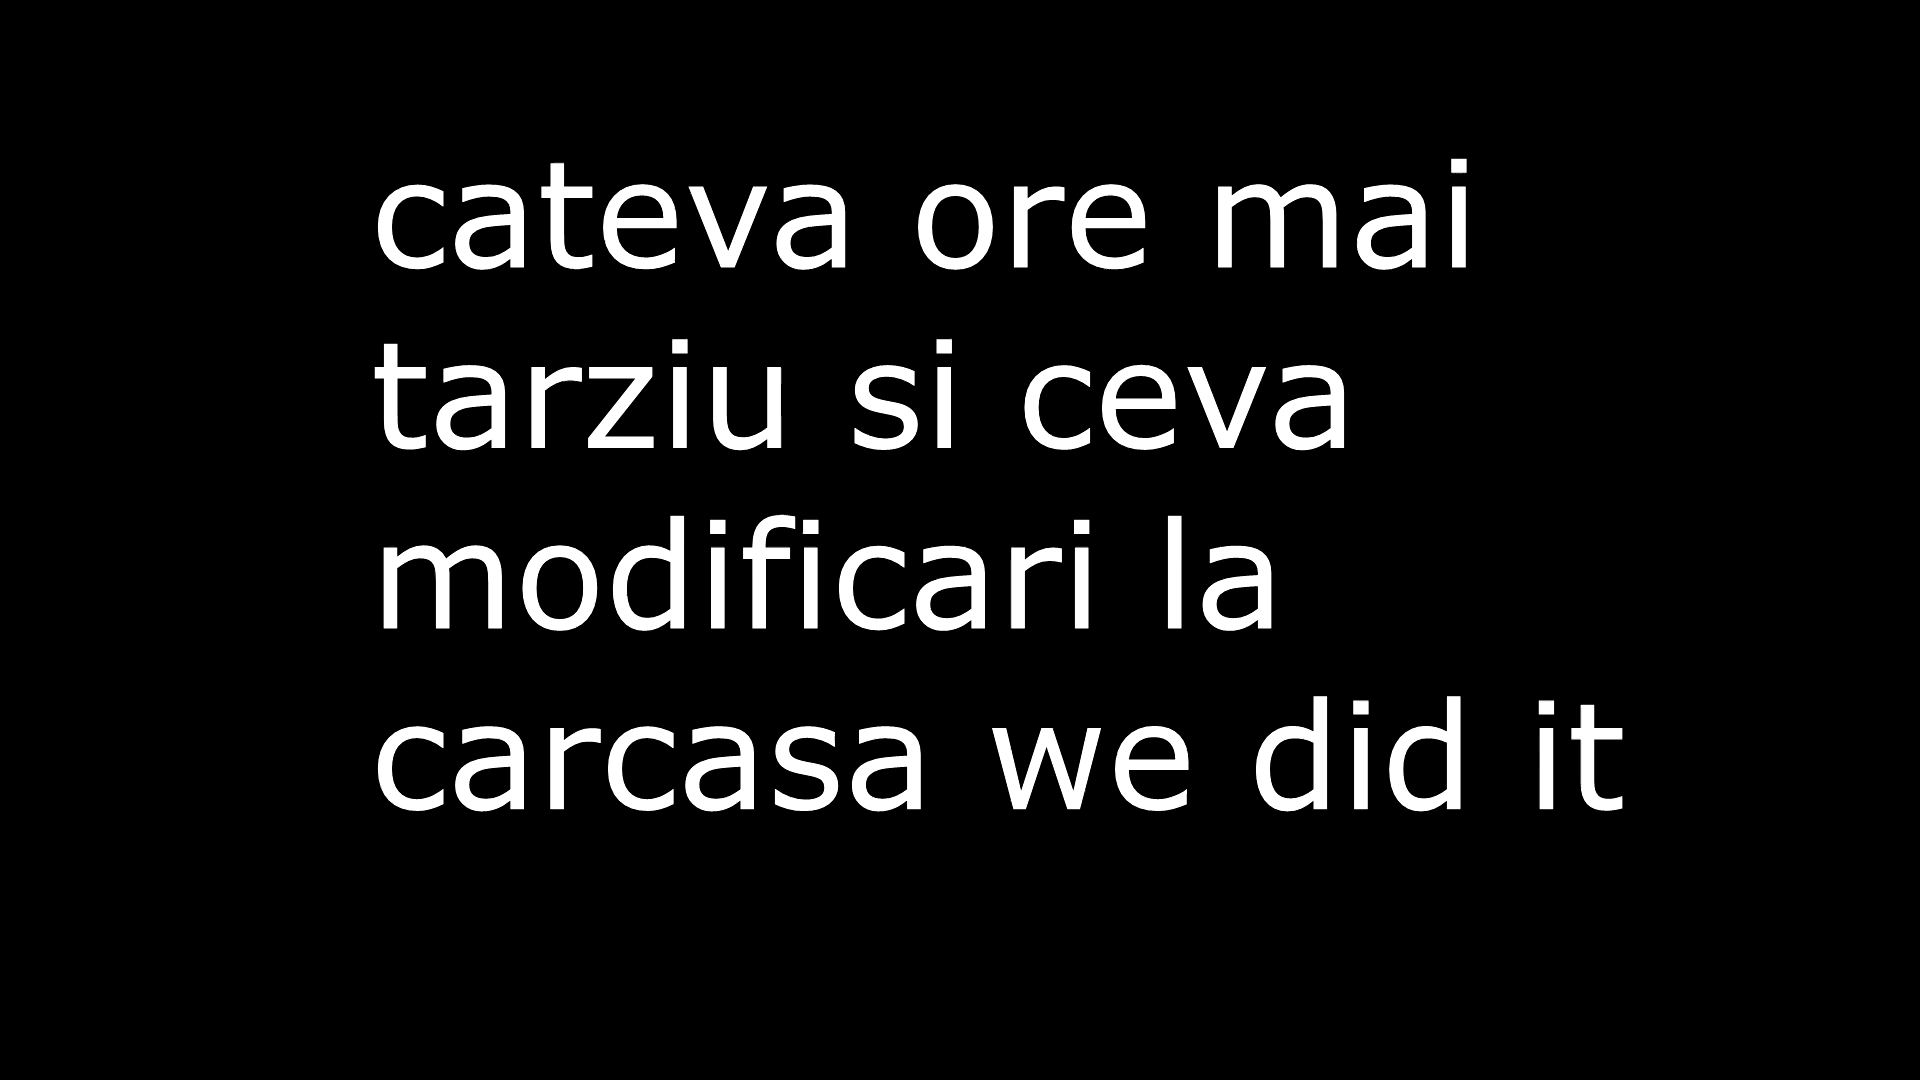 cateva ore mai
tarziu si ceva
modificari la
carcasa we did it